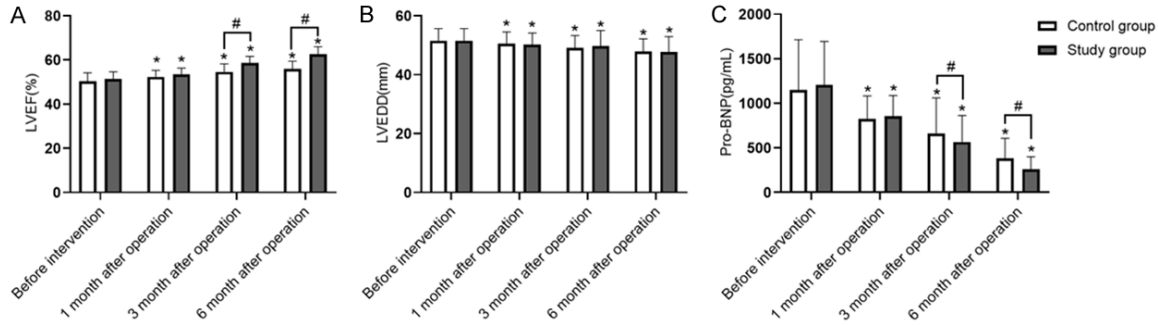 A
LVEF(%)
80
60
40
20
0
*
*
*
#
*
*
#
*
Before intervention
1 month after operation
3 month after operation
6 month after operation
B
LVEDD(mm)
60
40
20
0
*
*
*
*
*
*
Before intervention
1 month after operation
3 month after operation
6 month after operation
C
Pro-BNP(pg/mL)
2000
1500
1000
500
0
*
*
*
#
*
*
#
*
Before intervention
1 month after operation
3 month after operation
6 month after operation
Control group
Study group